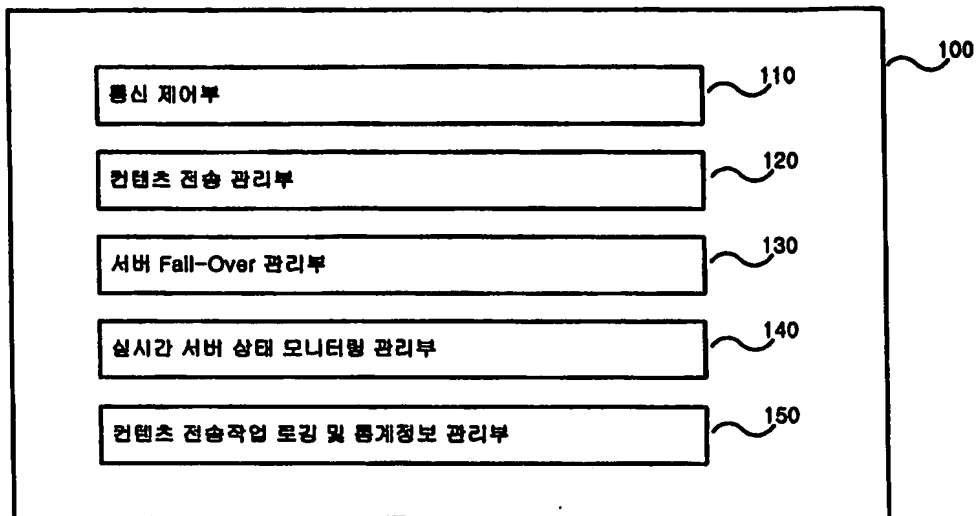 100
통신 제어부
110
컨텐츠 전송 관리부
120
서버 Fail-Over 관리부
130
실시간 서버 상태 모니터링 관리부
140
컨텐츠 전송작업 로깅 및 통계정보 관리부
150